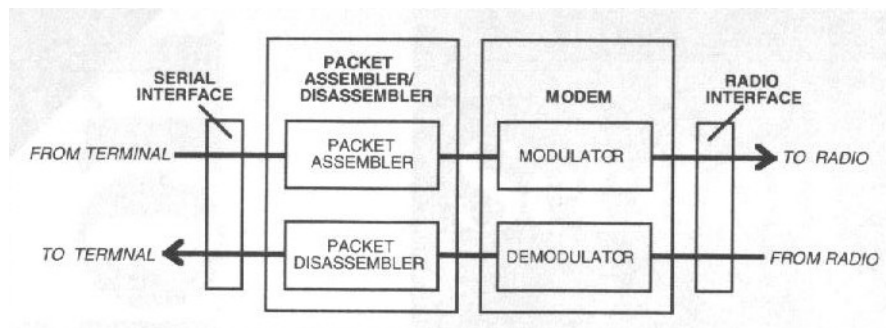 SERIAL
INTERFACE
PACKET
ASSEMBLER/
DISASSEMBLER
MODEM
RADIO
INTERFACE
FROM TERMINAL
PACKET
ASSEMBLER
MODULATOR
TO RADIO
TO TERMNAL
PACKET
DISASSEMBLER
DEMODULATOR
FROM RADIO